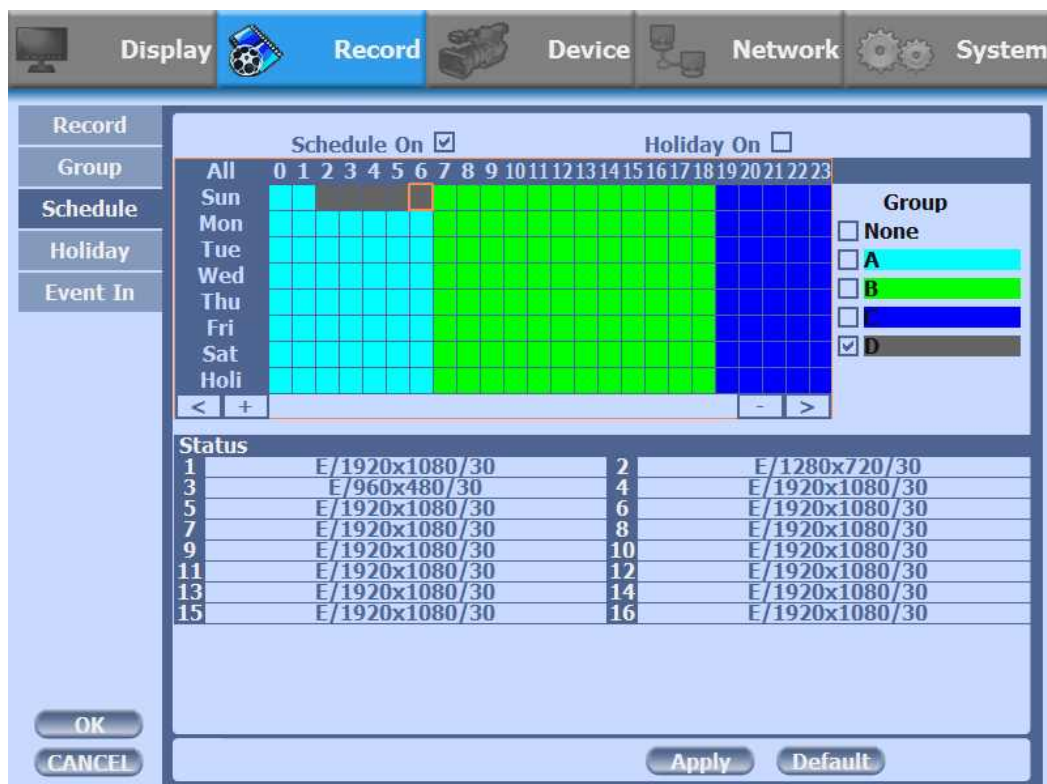 Display Record Device Network System
Record
Group
Schedule
Holiday
Event In
Schedule On Holiday On
All 0 1 2 3 4 5 6 7 8 9 10 11 12 13 14 15 16 17 18 19 20 21 22 23
Sun
Mon
Tue
Wed
Thu
Fri
Sat
Holi
< + - >
Group
None
A
B
C
D
Status
1 E/1920x1080/30 2 E/1280x720/30
3 E/960x480/30 4 E/1920x1080/30
5 E/1920x1080/30 6 E/1920x1080/30
7 E/1920x1080/30 8 E/1920x1080/30
9 E/1920x1080/30 10 E/1920x1080/30
11 E/1920x1080/30 12 E/1920x1080/30
13 E/1920x1080/30 14 E/1920x1080/30
15 E/1920x1080/30 16 E/1920x1080/30
OK
CANCEL
Apply Default